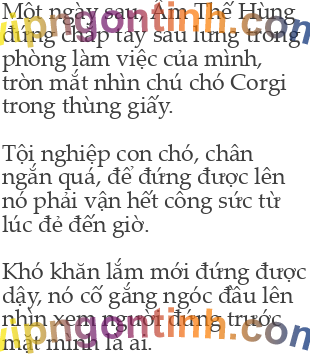 Một ngày sau, Âm Thế Hùng
đứng chắp tay sau lưng trong
phòng làm việc của mình,
tròn mắt nhìn chú chó Corgi
trong thùng giấy.
Tội nghiệp con chó, chân
ngắn quá, để đứng được lên
nó phải vận hết công sức từ
lúc đẻ đến giờ.
Khó khăn lắm mới đứng được
dậy, nó cố gắng ngóc đầu lên
nhìn xem người đứng trước
mặt mình là ai.
vipngontinh.com